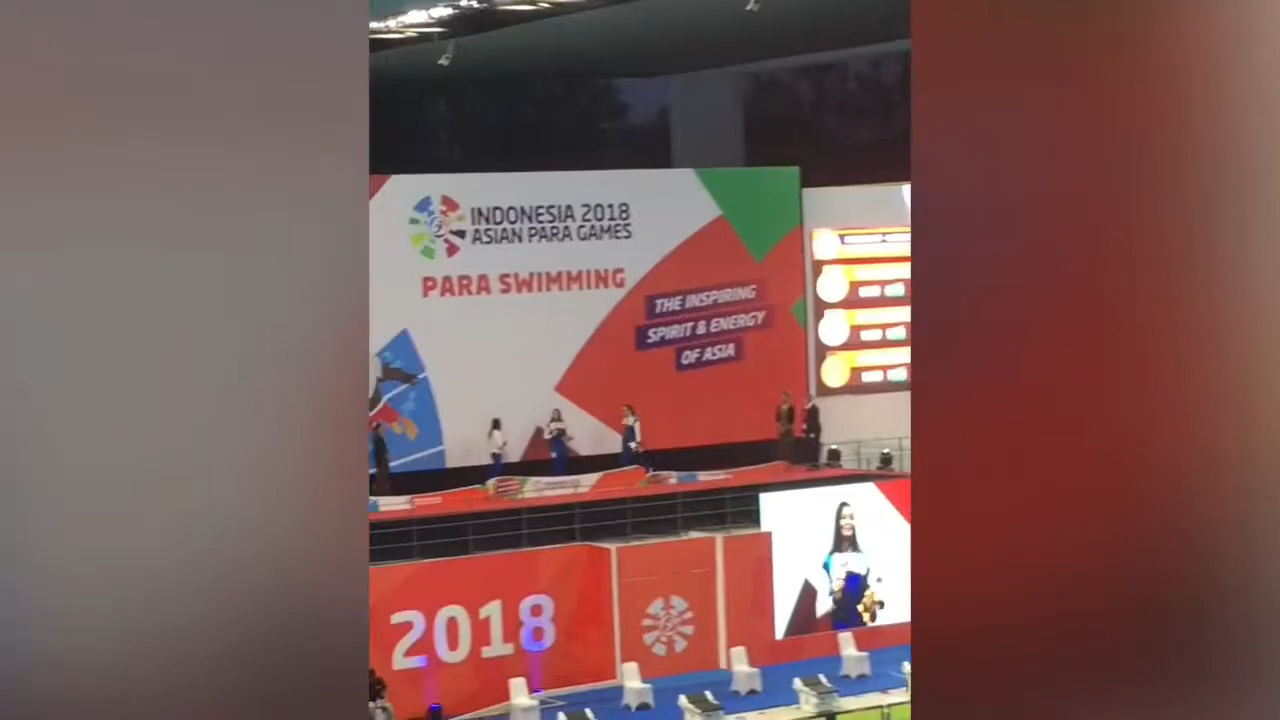 INDONESIA 2018
ASIAN PARA GAMES
PARA SWIMMING
THE INSPIRING
SPIRIT & ENERGY
OF ASIA
2018